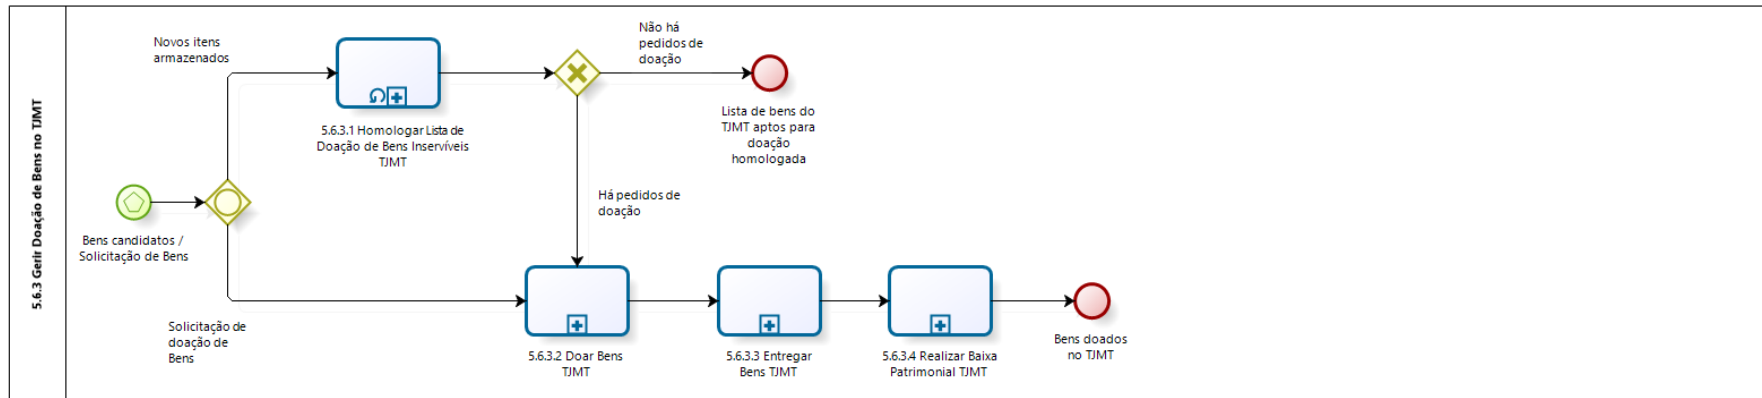 5.6.3 Gerir Doação de Bens no TJMT
Novos itens
armazenados
Não há
pedidos de
doação
5.6.3.1 Homologar Lista de
Doação de Bens Inservíveis
TJMT
Lista de bens do
TJMT aptos para
doação
homologada
Há pedidos de
doação
Bens candidatos /
Solicitação de Bens
Solicitação de
doação de
Bens
5.6.3.2 Doar Bens
TJMT
5.6.3.3 Entregar
Bens TJMT
5.6.3.4 Realizar Baixa
Patrimonial TJMT
Bens doados
no TJMT